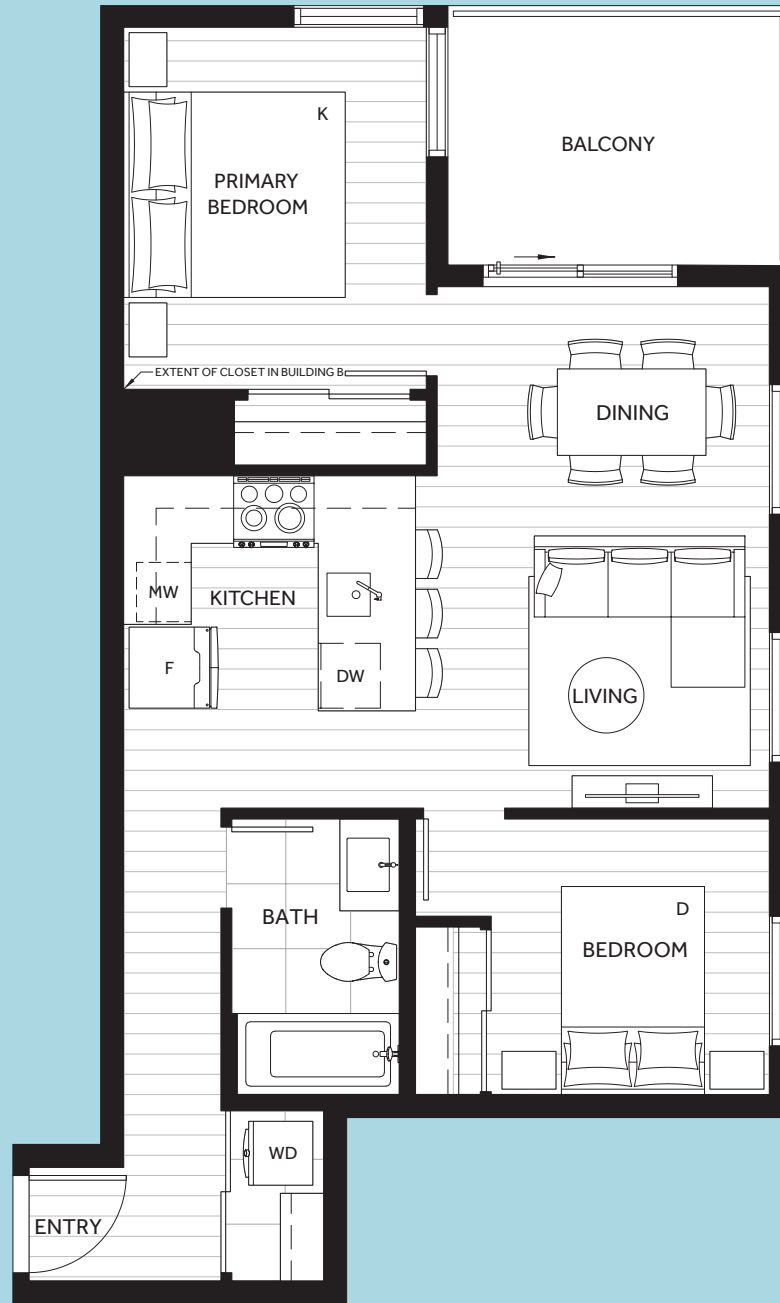 K
BALCONY
PRIMARY
BEDROOM
EXTENT OF CLOSET IN BUILDING B
DINING
MW
KITCHEN
F
DW
LIVING
BATH
D
BEDROOM
WD
ENTRY